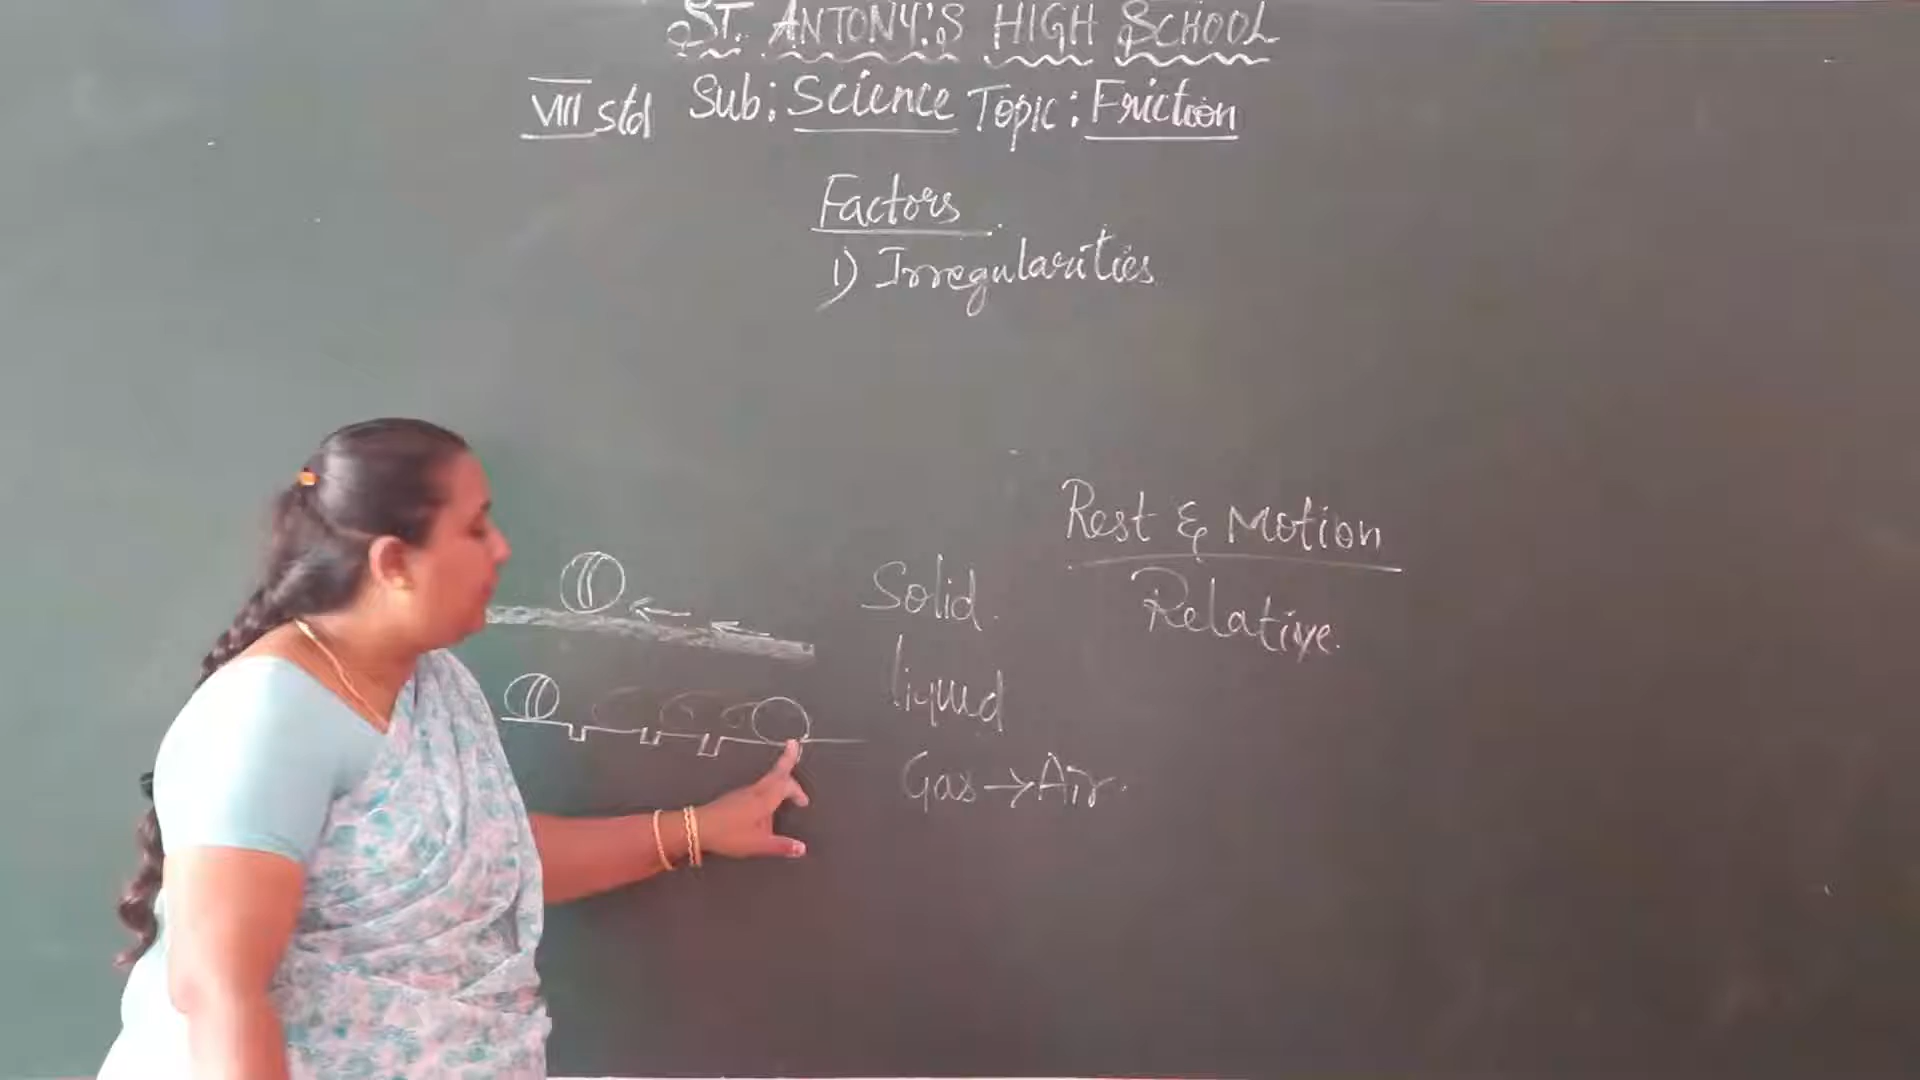 ST. ANTONY'S HIGH SCHOOL
VIII Std Sub: Science Topic: Friction
Factors
1) Irregularities
Rest & Motion
Relative.
Solid.
liquid
Gas → Air.